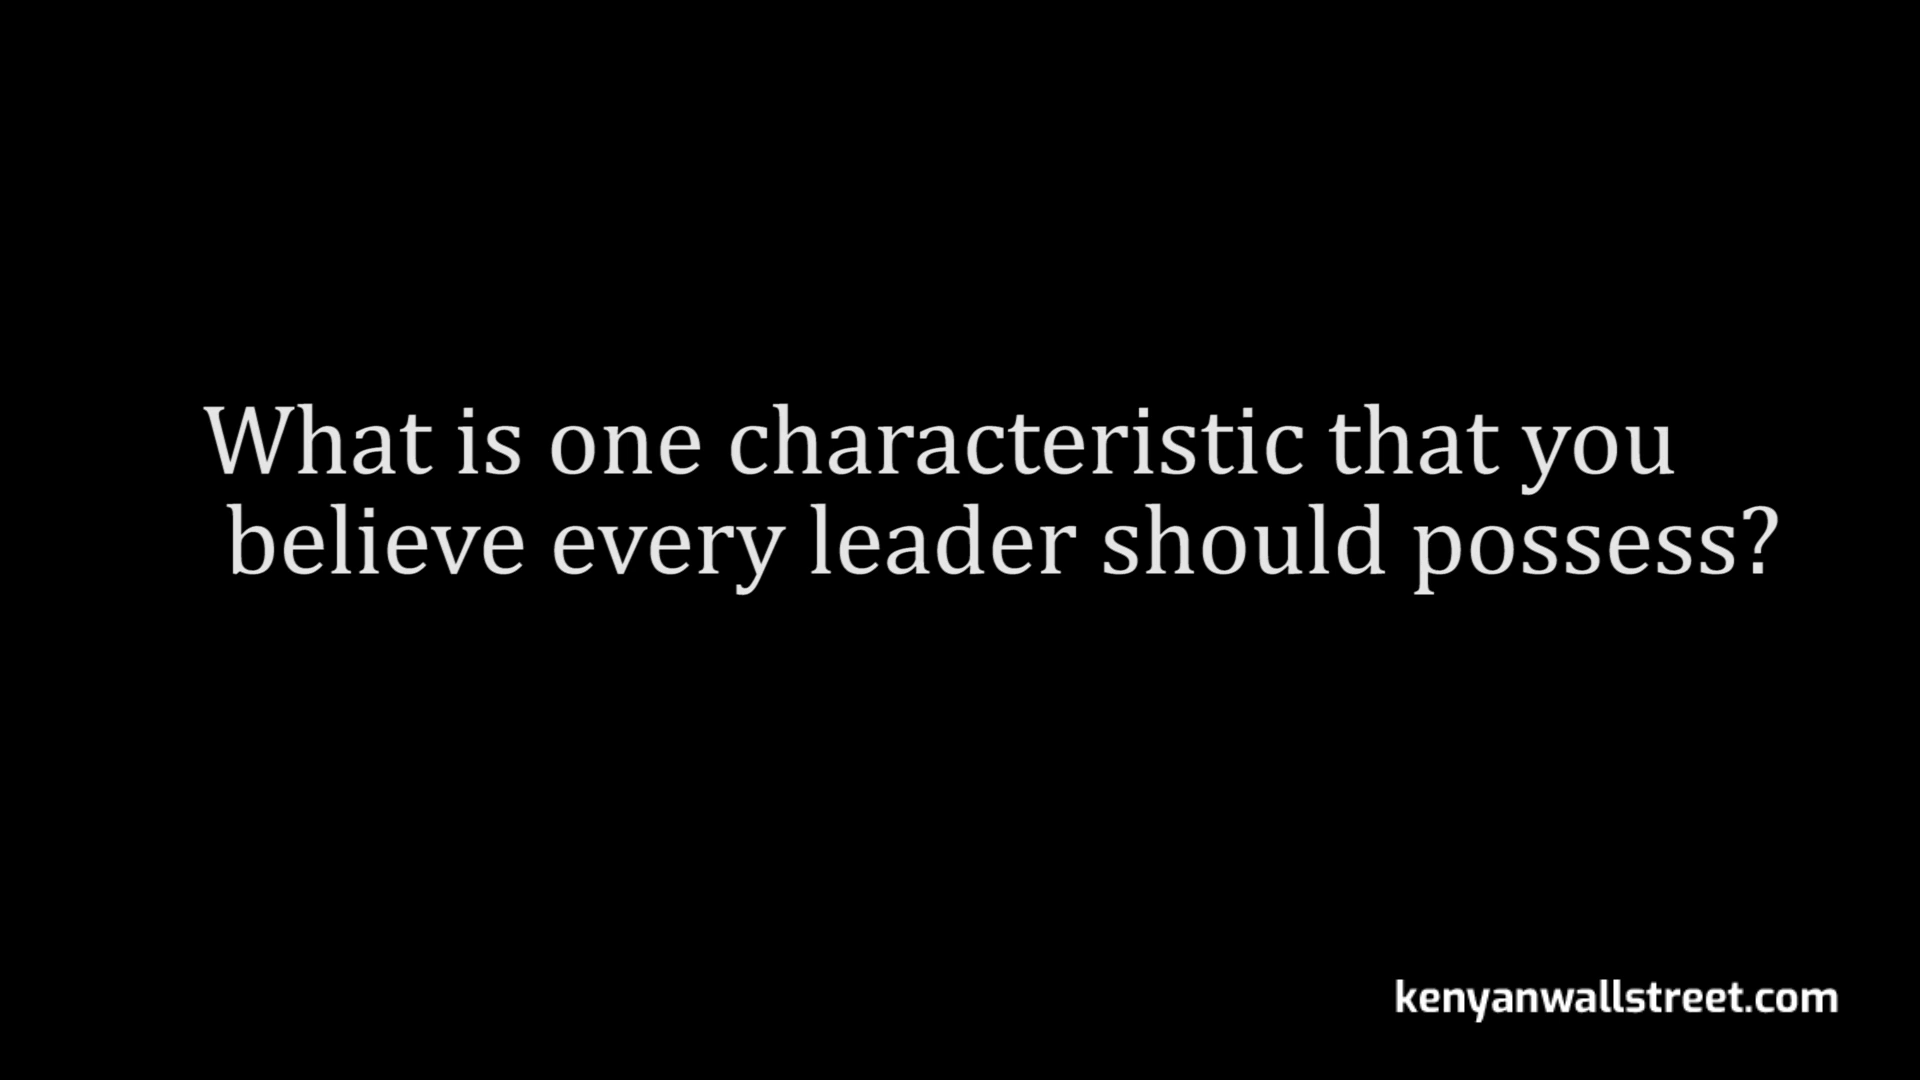 What is one characteristic that you
believe every leader should possess?
kenyanwallstreet.com